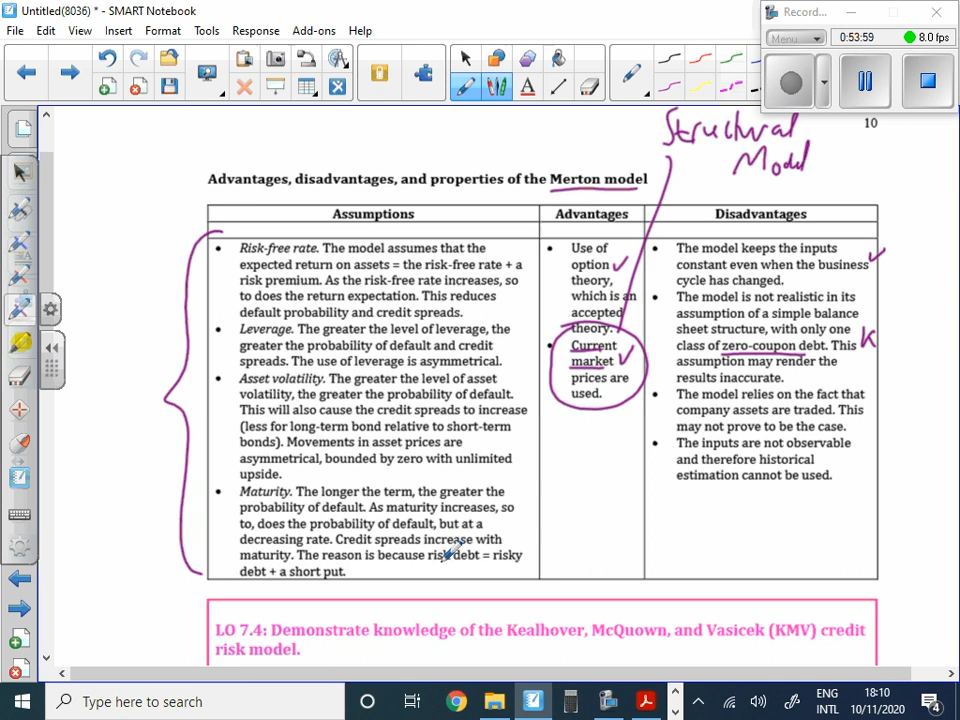 Untitled(8036) * - SMART Notebook
File Edit View Insert Format Tools Response Add-ons Help
Record...
Menu
0:53:59
8.0 fps
10
Structural
Model
Advantages, disadvantages, and properties of the Merton model
Assumptions
Advantages
Disadvantages
• Risk-free rate. The model assumes that the
expected return on assets = the risk-free rate + a
risk premium. As the risk-free rate increases, so
to does the return expectation. This reduces
default probability and credit spreads.
• Leverage. The greater the level of leverage, the
greater the probability of default and credit
spreads. The use of leverage is asymmetrical.
• Asset volatility. The greater the level of asset
volatility, the greater the probability of default.
This will also cause the credit spreads to increase
(less for long-term bond relative to short-term
bonds). Movements in asset prices are
asymmetrical, bounded by zero with unlimited
upside.
• Maturity. The longer the term, the greater the
probability of default. As maturity increases, so
to, does the probability of default, but at a
decreasing rate. Credit spreads increase with
maturity. The reason is because risky debt = risky
debt + a short put.
• Use of
option
theory,
which is an
accepted
theory.
• Current
market
prices are
used.
• The model keeps the inputs
constant even when the business
cycle has changed.
• The model is not realistic in its
assumption of a simple balance
sheet structure, with only one
class of zero-coupon debt. This
K
assumption may render the
results inaccurate.
• The model relies on the fact that
company assets are traded. This
may not prove to be the case.
• The inputs are not observable
and therefore historical
estimation cannot be used.
LO 7.4: Demonstrate knowledge of the Kealhover, McQuown, and Vasicek (KMV) credit
risk model.
Type here to search
ENG
INTL
18:10
10/11/2020
4